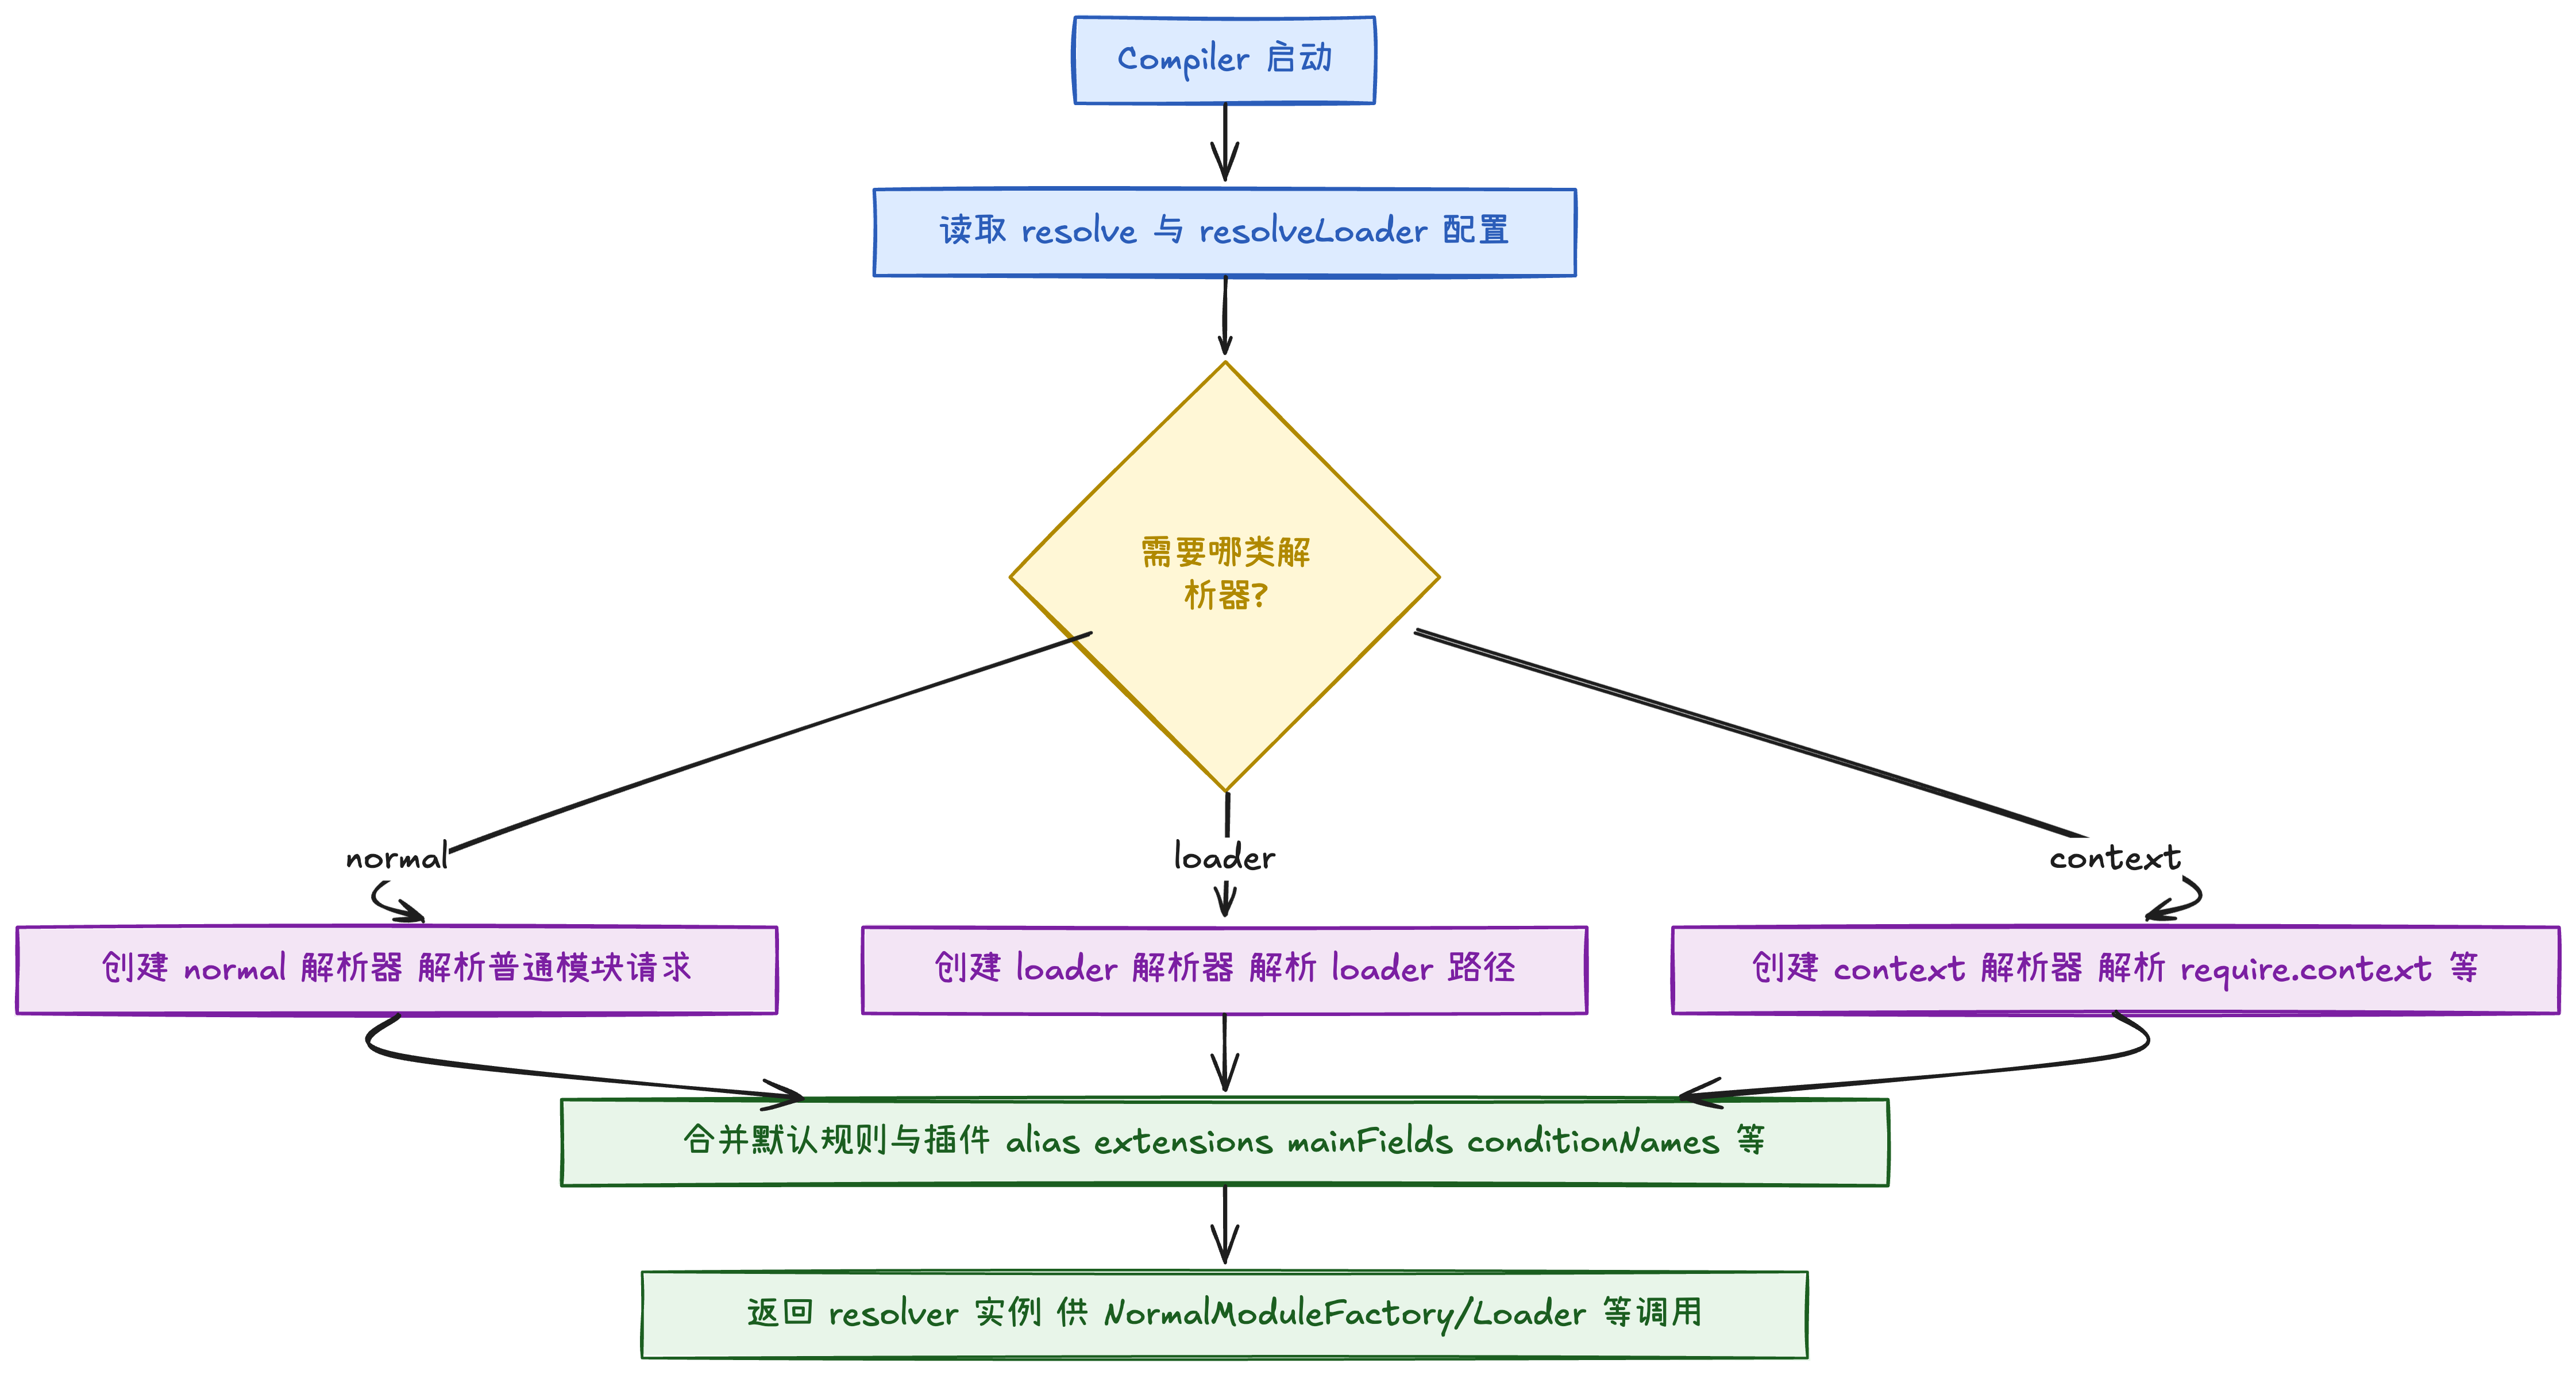 Compiler 启动
读取 resolve 与 resolveLoader 配置
需要哪类解
析器?
normal
loader
context
创建 normal 解析器 解析普通模块请求
创建 loader 解析器 解析 loader 路径
创建 context 解析器 解析 require.context 等
合并默认规则与插件 alias extensions mainFields conditionNames 等
返回 resolver 实例 供 NormalModuleFactory/Loader 等调用